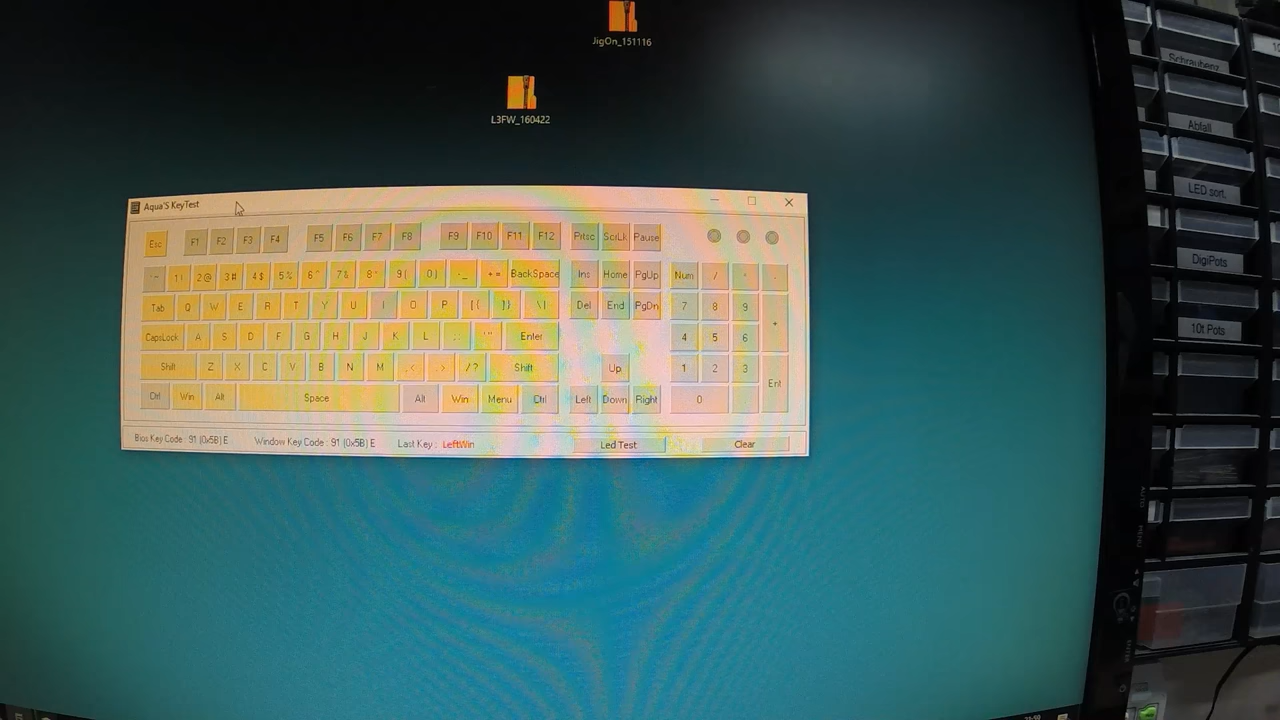 JigOn_151116
L3FW_160422
Aqua'S KeyTest
Esc F1 F2 F3 F4 F5 F6 F7 F8 F9 F10 F11 F12 Prtsc ScrLk Pause
`~ 1! 2@ 3# 4$ 5% 6^ 7& 8* 9( 0) -_ += BackSpace Ins Home PgUp Num / * -
Tab Q W E R T Y U I O P [{ ]} \| Del End PgDn 7 8 9 +
CapsLock A S D F G H J K L ;: '" Enter 4 5 6
Shift Z X C V B N M ,< .> /? Shift Up 1 2 3 Ent
Ctrl Win Alt Space Alt Win Menu Ctrl Left Down Right 0 .
Bios Key Code : 91 (0x5B) E Window Key Code : 91 (0x5B) E Last Key : LeftWin Led Test Clear
Schrauben
Abfall
LED sort.
DigiPots
10t Pots
AUTO
MENU